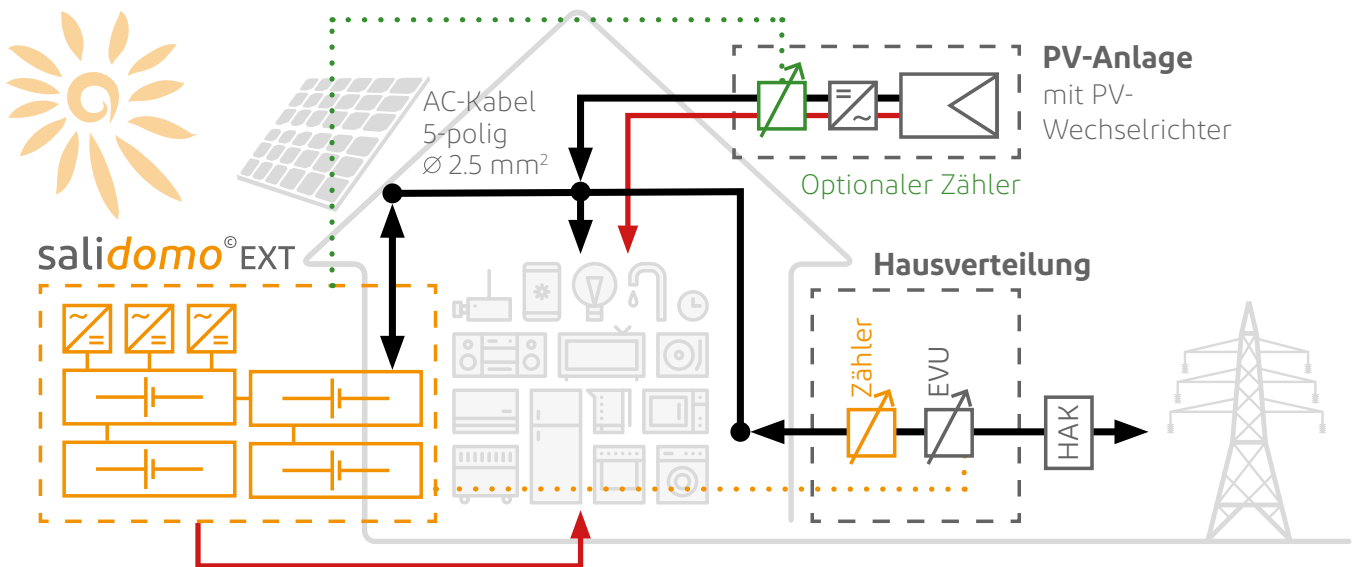 PV-Anlage
mit PV-
Wechselrichter
AC-Kabel
5-polig
Ø 2.5 mm²
Optionaler Zähler
salidomo©EXT
Hausverteilung
Zähler
EVU
HAK